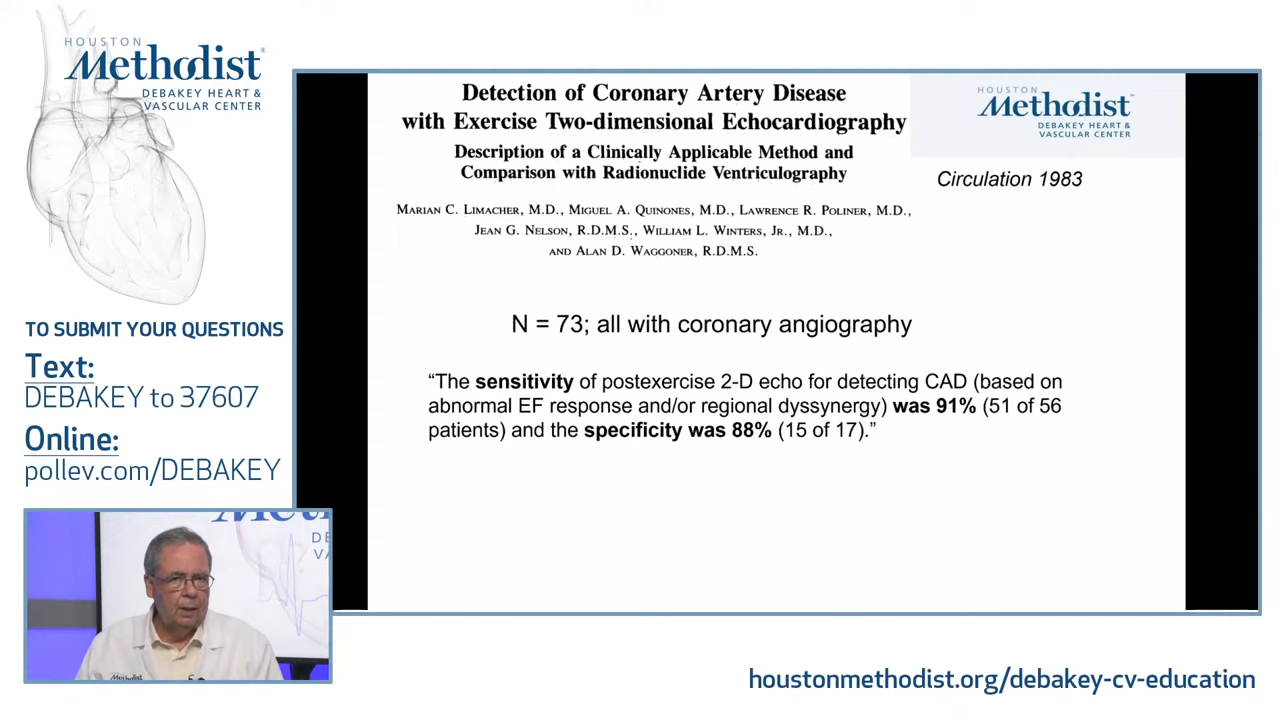 HOUSTON
Methodist
DEBAKEY HEART &
VASCULAR CENTER
TO SUBMIT YOUR QUESTIONS
Text:
DEBAKEY to 37607
Online:
pollev.com/DEBAKEY
Detection of Coronary Artery Disease
with Exercise Two-dimensional Echocardiography
Description of a Clinically Applicable Method and
Comparison with Radionuclide Ventriculography
HOUSTON
Methodist
DEBAKEY HEART &
VASCULAR CENTER
Circulation 1983
MARIAN C. LIMACHER, M.D., MIGUEL A. QUINONES, M.D., LAWRENCE R. POLINER, M.D.,
JEAN G. NELSON, R.D.M.S., WILLIAM L. WINTERS, JR., M.D.,
AND ALAN D. WAGGONER, R.D.M.S.
N = 73; all with coronary angiography
“The sensitivity of postexercise 2-D echo for detecting CAD (based on
abnormal EF response and/or regional dyssynergy) was 91% (51 of 56
patients) and the specificity was 88% (15 of 17).”
Methodist
houstonmethodist.org/debakey-cv-education